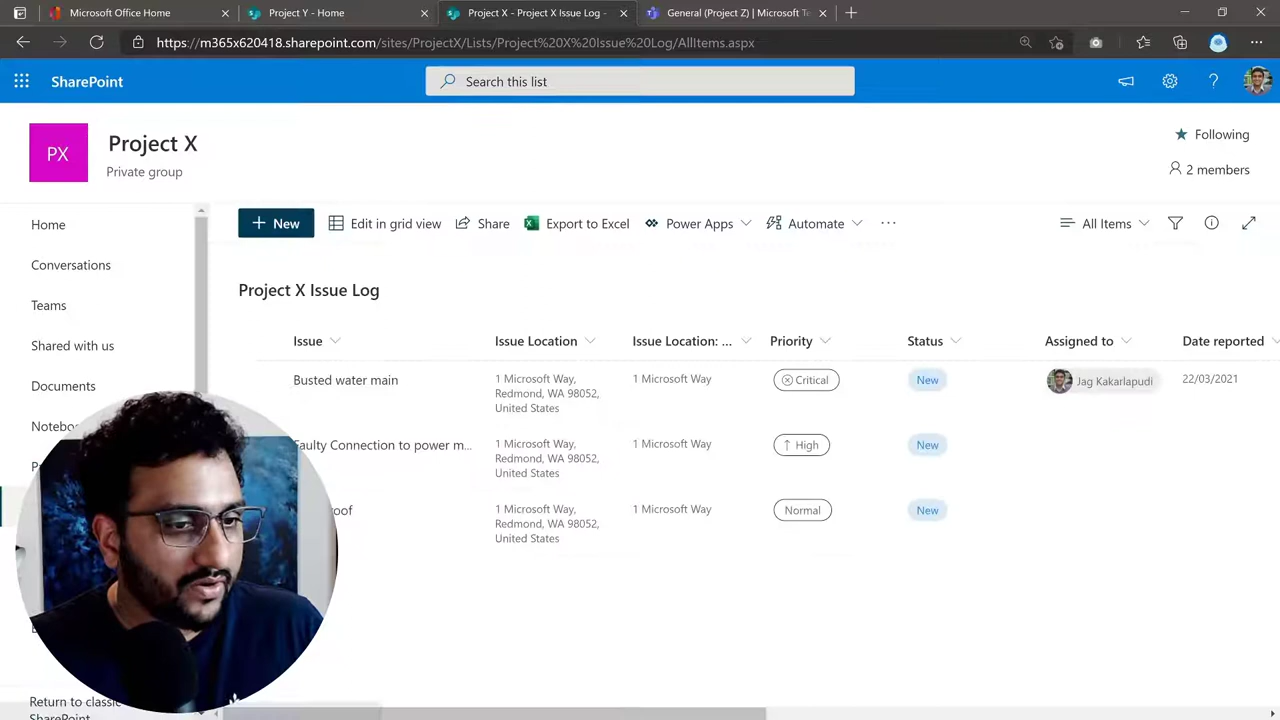 Microsoft Office Home
Project Y - Home
Project X - Project X Issue Log -
General (Project Z) | Microsoft Te
https://m365x620418.sharepoint.com/sites/ProjectX/Lists/Project%20X%20Issue%20Log/AllItems.aspx
SharePoint
Search this list
PX
Project X
Private group
Following
2 members
Home
Conversations
Teams
Shared with us
Documents
Return to classic
SharePoint
New
Edit in grid view
Share
Export to Excel
Power Apps
Automate
All Items
Project X Issue Log
Issue
Issue Location
Issue Location: ...
Priority
Status
Assigned to
Date reported
Busted water main
1 Microsoft Way,
Redmond, WA 98052,
United States
1 Microsoft Way
Critical
New
Jag Kakarlapudi
22/03/2021
Faulty Connection to power m...
1 Microsoft Way,
Redmond, WA 98052,
United States
1 Microsoft Way
High
New
1 Microsoft Way,
Redmond, WA 98052,
United States
1 Microsoft Way
Normal
New